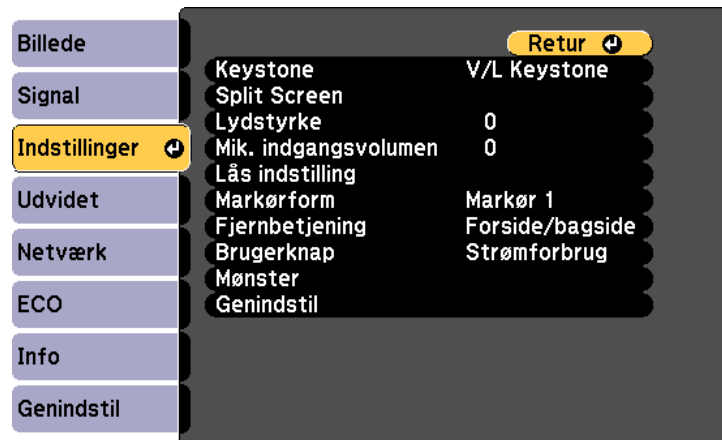 Billede
Signal
Indstillinger
Udvidet
Netværk
ECO
Info
Genindstil
Retur
Keystone V/L Keystone
Split Screen
Lydstyrke 0
Mik. indgangsvolumen 0
Lås indstilling
Markørform Markør 1
Fjernbetjening Forside/bagside
Brugerknap Strømforbrug
Mønster
Genindstil